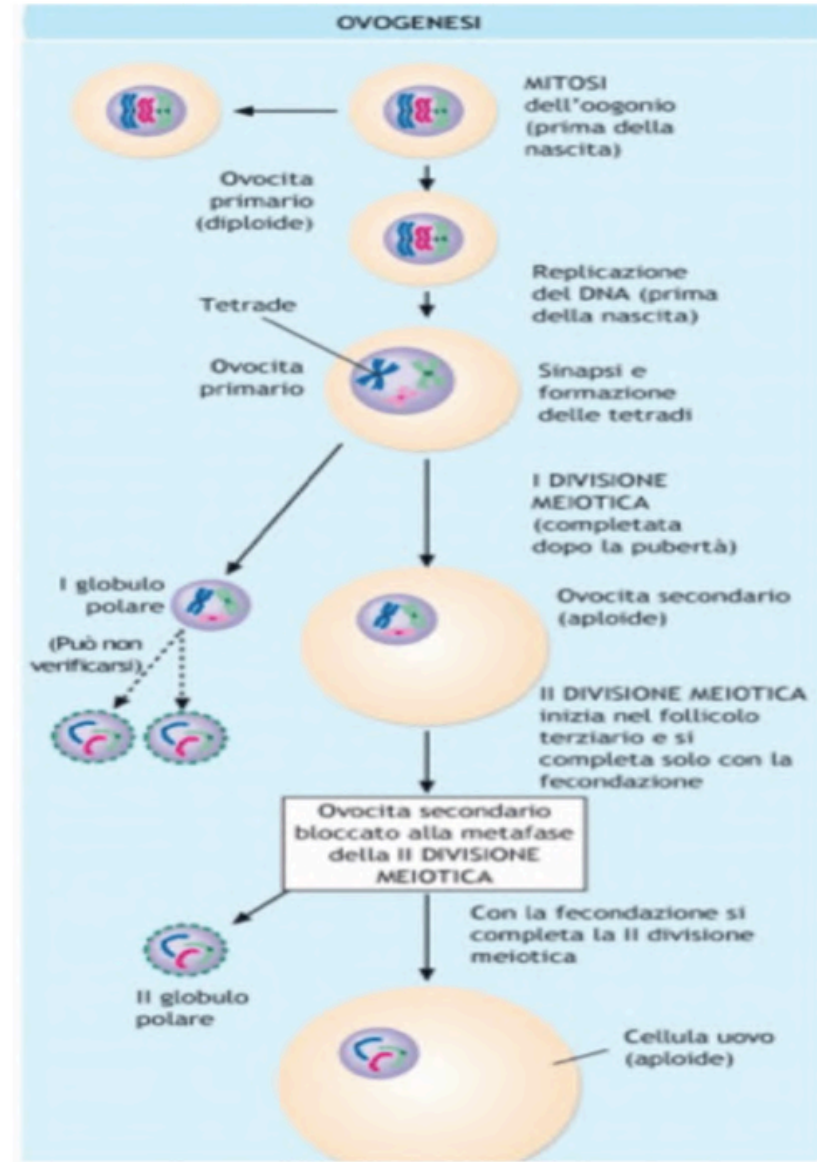 OVOGENESI
MITOSI
dell'oogonio
(prima della
nascita)
Ovocita
primario
(diploide)
Replicazione
del DNA (prima
della nascita)
Tetrade
Ovocita
primario
Sinapsi e
formazione
delle tetradi
I DIVISIONE
MEIOTICA
(completata
dopo la pubertà)
I globulo
polare
(Può non
verificarsi)
Ovocita secondario
(aploide)
II DIVISIONE MEIOTICA
inizia nel follicolo
terziario e si
completa solo con la
fecondazione
Ovocita secondario
bloccato alla metafase
della II DIVISIONE
MEIOTICA
Con la fecondazione si
completa la II divisione
meiotica
II globulo
polare
Cellula uovo
(aploide)